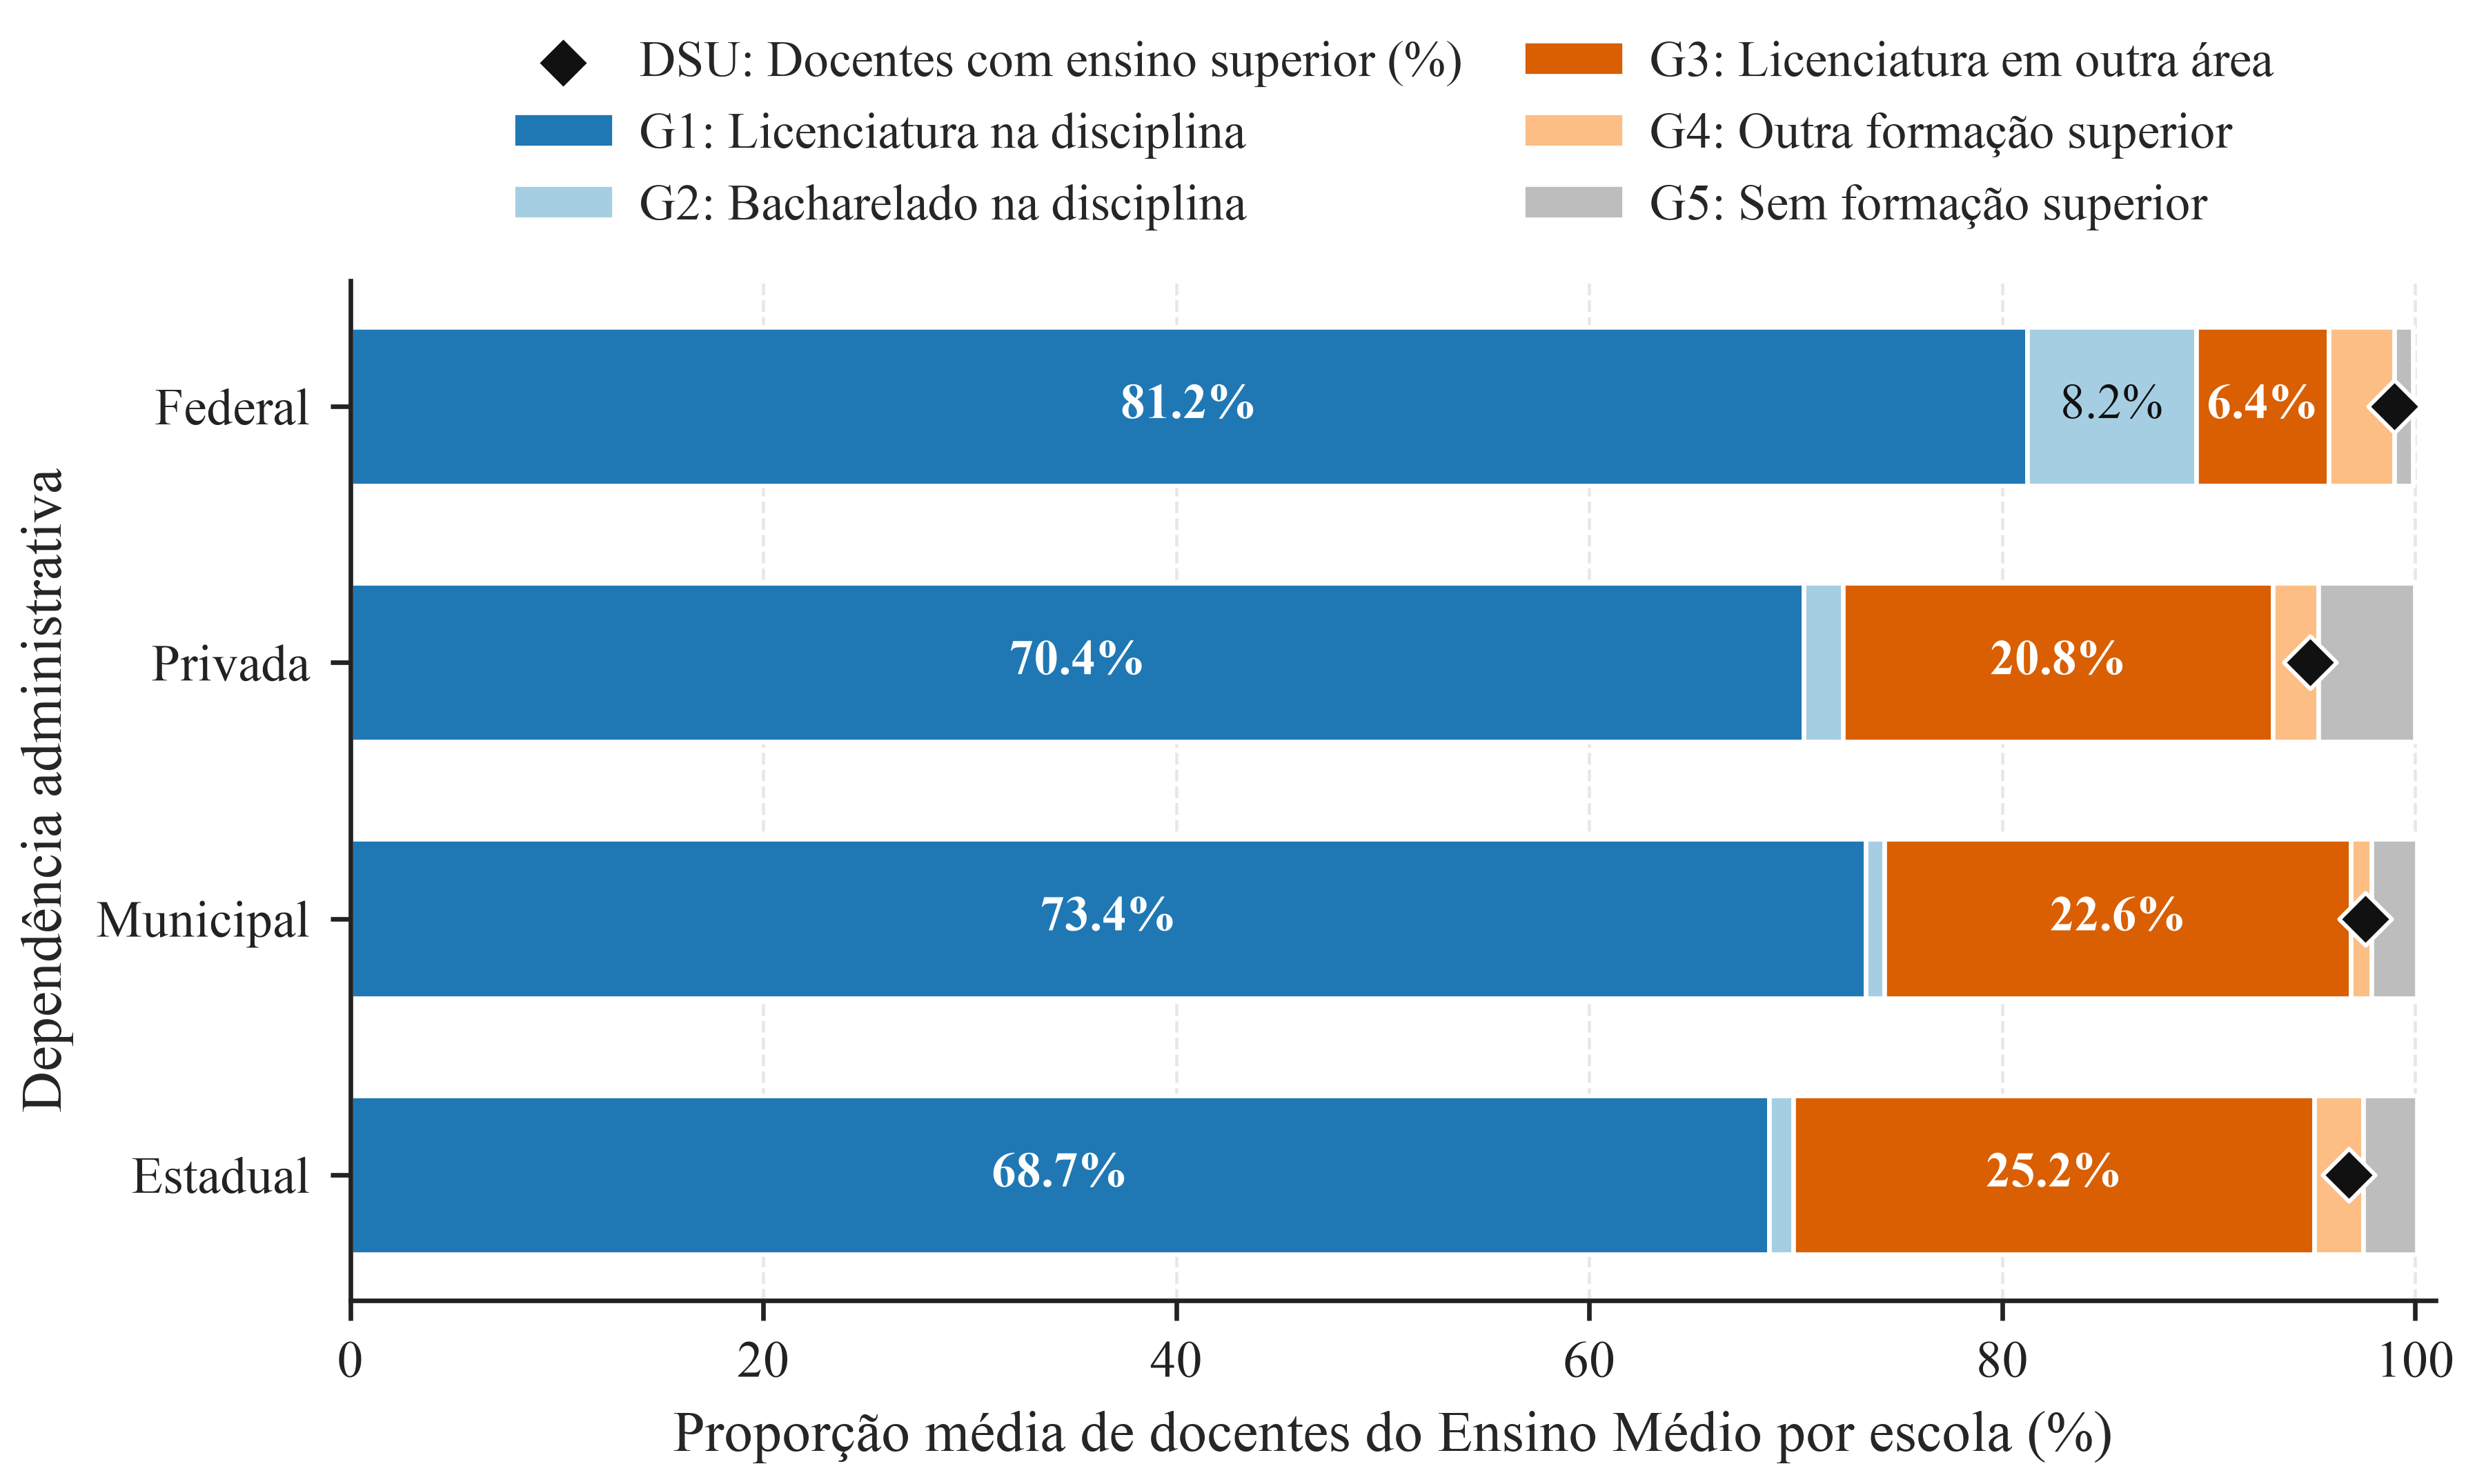 DSU: Docentes com ensino superior (%)
G1: Licenciatura na disciplina
G2: Bacharelado na disciplina
G3: Licenciatura em outra área
G4: Outra formação superior
G5: Sem formação superior
Dependência administrativa
Federal
81.2%
8.2%
6.4%
Privada
70.4%
20.8%
Municipal
73.4%
22.6%
Estadual
68.7%
25.2%
0
20
40
60
80
100
Proporção média de docentes do Ensino Médio por escola (%)